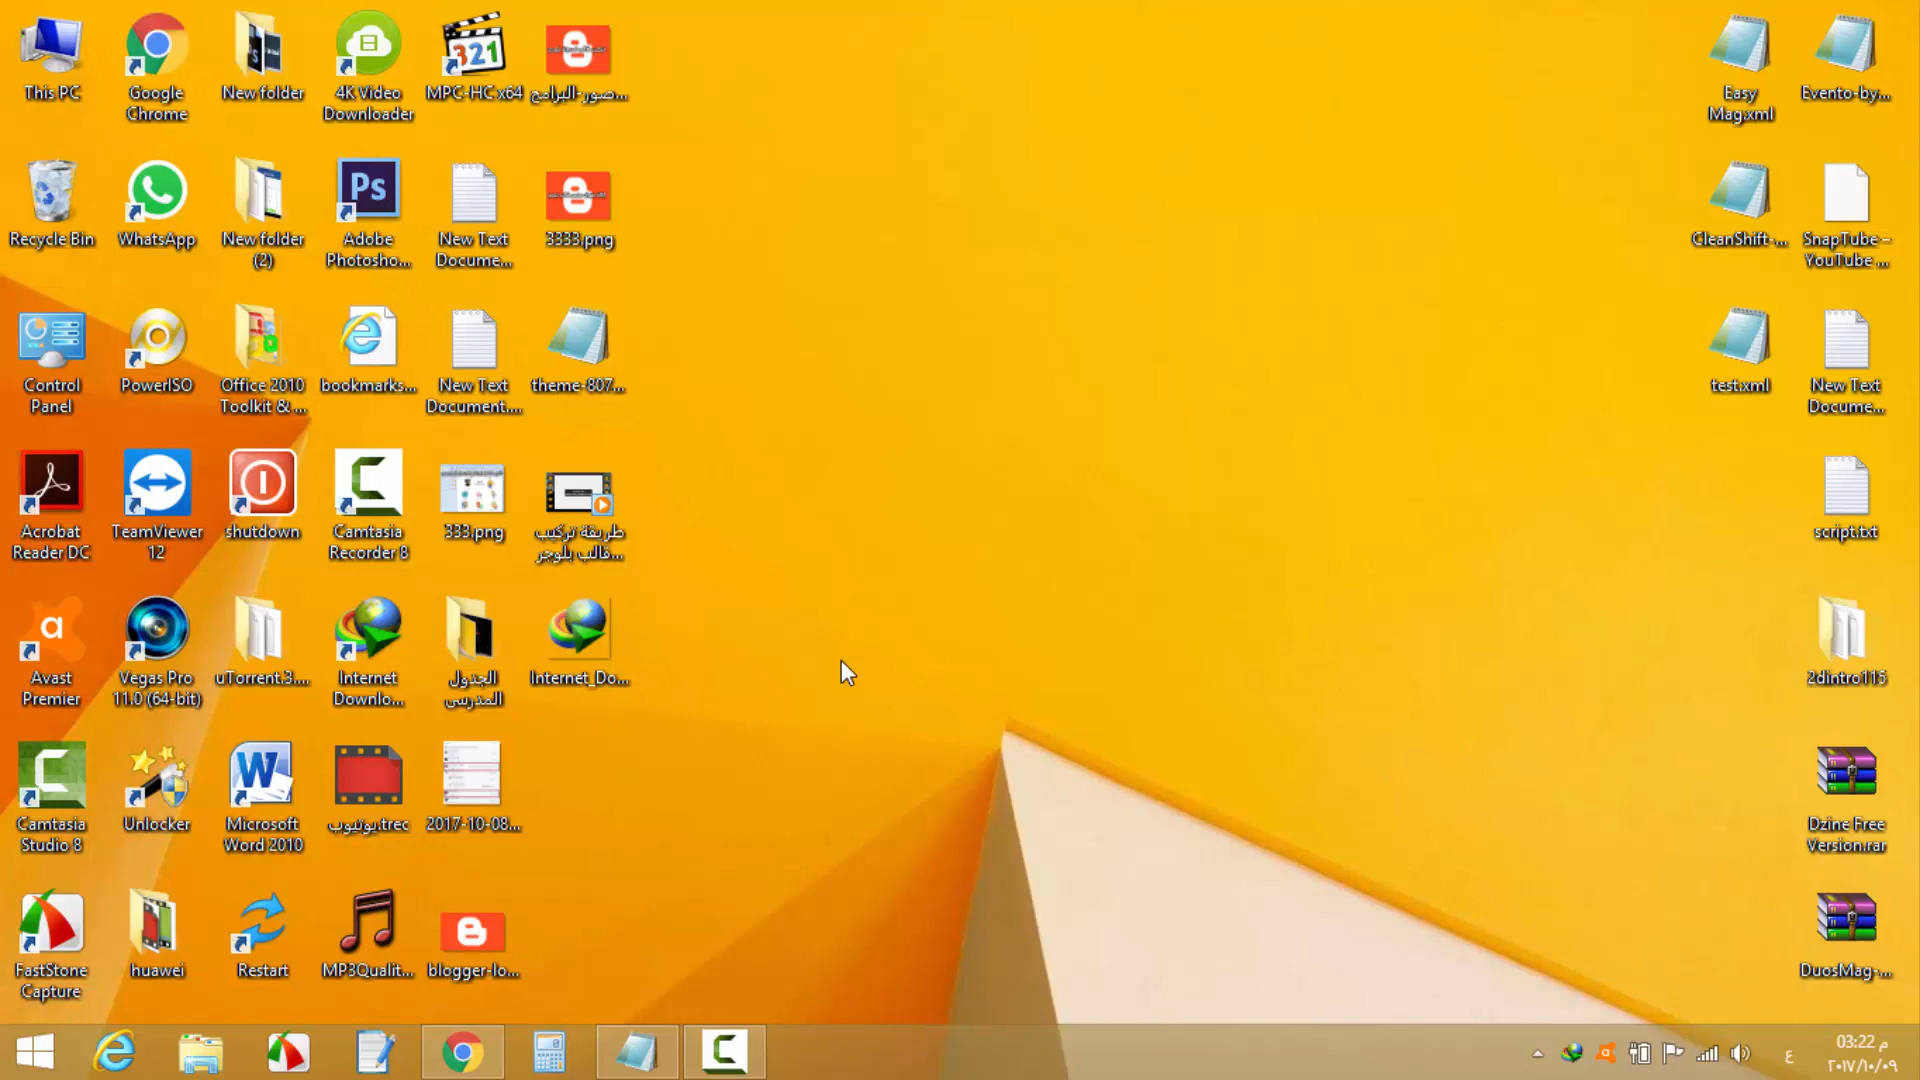 This PC
Google
Chrome
New folder
4K Video
Downloader
MPC-HC x64
صور-البرامج...
Easy
Mag.xml
Evento-by...
Recycle Bin
WhatsApp
New folder
(2)
Adobe
Photosho...
New Text
Docume...
3333.png
CleanShift-...
SnapTube –
YouTube ...
Control
Panel
PowerISO
Office 2010
Toolkit & ...
bookmarks...
New Text
Document....
theme-807...
test.xml
New Text
Docume...
Acrobat
Reader DC
TeamViewer
12
shutdown
Camtasia
Recorder 8
333.png
طريقة تركيب
قالب بلوجر...
script.txt
Avast
Premier
Vegas Pro
11.0 (64-bit)
uTorrent.3....
Internet
Downlo...
الجدول
المدرسى
Internet_Do...
2dintro115
Camtasia
Studio 8
Unlocker
Microsoft
Word 2010
يوتيوب.trec
2017-10-08...
Dzine Free
Version.rar
FastStone
Capture
huawei
Restart
MP3Qualit...
blogger-lo...
DuosMag-...
ع
03:22 م
٢٠١٧/١٠/٠٩